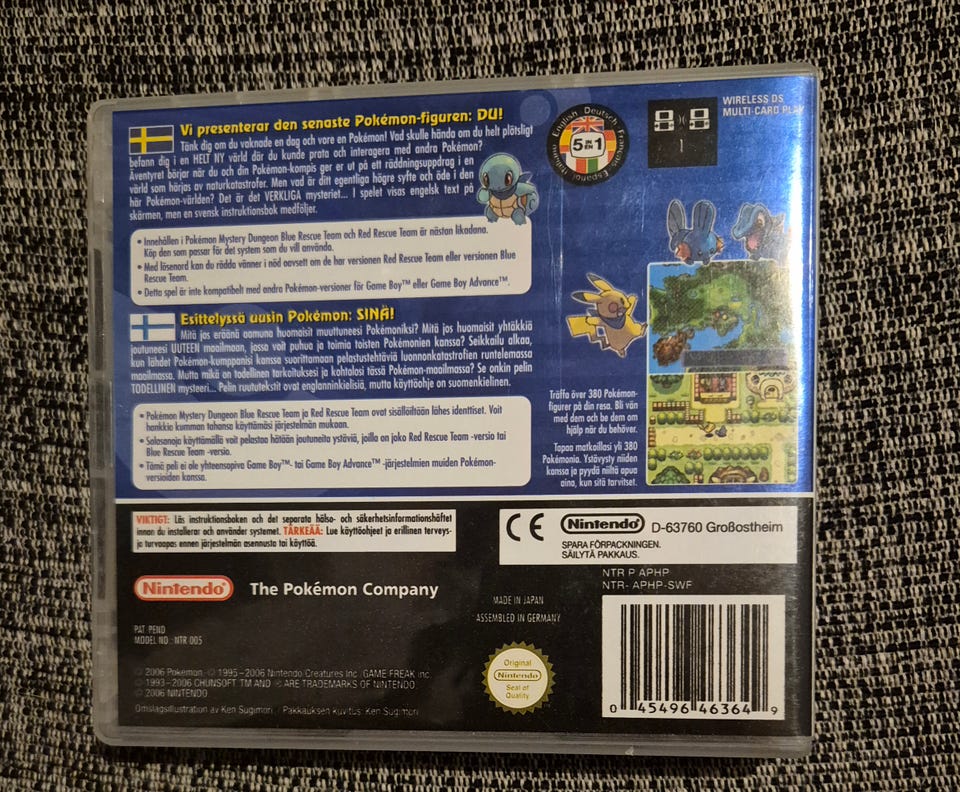 Vi presenterar den senaste Pokémon-figuren: DU!
Tänk dig om du vaknade en dag och vore en Pokémon! Vad skulle hända om du helt plötsligt
befann dig i en HELT NY värld där du kunde prata och interagera med andra Pokémon?
Äventyret börjar när du och din Pokémon-kompis ger er ut på ett räddningsuppdrag i en
värld som härjas av naturkatastrofer. Men vad är ditt egentliga högre syfte och öde i den
här Pokémon-världen? Det är det VERKLIGA mysteriet... I spelet visas engelsk text på
skärmen, men en svensk instruktionsbok medföljer.
• Innehållen i Pokémon Mystery Dungeon Blue Rescue Team och Red Rescue Team är nästan likadana.
Köp den som passar för det system som du vill använda.
• Med lösenord kan du rädda vänner i nöd oavsett om de har versionen Red Rescue Team eller versionen Blue
Rescue Team.
• Detta spel är inte kompatibelt med andra Pokémon-versioner för Game Boy™ eller Game Boy Advance™.
Esittelyssä uusin Pokémon: SINÄ!
Mitä jos eräänä aamuna huomaisit muuttuneesi Pokémoniksi? Mitä jos huomaisit yhtäkkiä
joutuneesi UUTEEN maailmaan, jossa voit puhua ja toimia toisten Pokémonien kanssa? Seikkailu alkaa,
kun lähdet Pokémon-kumppanisi kanssa suorittamaan pelastustehtäviä luonnonkatastrofien runtelemassa
maailmassa. Mutta mikä on todellinen tarkoituksesi ja kohtalosi tässä Pokémon-maailmassa? Se onkin pelin
TODELLINEN mysteeri... Pelin ruututekstit ovat englanninkielisiä, mutta käyttöohje on suomenkielinen.
• Pokémon Mystery Dungeon Blue Rescue Team ja Red Rescue Team ovat sisällöltään lähes identtiset. Voit
hankkia kumman tahansa käyttämäsi järjestelmän mukaan.
• Salasanoja käyttämällä voit pelastaa hätään joutuneita ystäviä, joilla on joko Red Rescue Team -versio tai
Blue Rescue Team -versio.
• Tämä peli ei ole yhteensopiva Game Boy™- tai Game Boy Advance™ -järjestelmien muiden Pokémon-
versioiden kanssa.
English Deutsch Français Español Italiano
5 IN EN 1
1
WIRELESS DS
MULTI-CARD PLAY
Träffa över 380 Pokémon-
figurer på din resa. Bli vän
med dem och be dem om
hjälp när du behöver.
Tapaa matkoillasi yli 380
Pokémonia. Ystävysty niiden
kanssa ja pyydä niiltä apua
aina, kun sitä tarvitset.
VIKTIGT: Läs instruktionsboken och det separata hälso- och säkerhetsinformationshäftet
innan du installerar och använder systemet. TÄRKEÄÄ: Lue käyttöohjeet ja erillinen terveys-
ja turvaopas ennen järjestelmän asennusta tai käyttöä.
CE Nintendo® D-63760 Großostheim
SPARA FÖRPACKNINGEN.
SÄILYTÄ PAKKAUS.
Nintendo® The Pokémon Company
NTR P APHP
NTR- APHP-SWF
MADE IN JAPAN
ASSEMBLED IN GERMANY
PAT. PEND
MODEL NO.: NTR 005
© 2006 Pokémon. © 1995-2006 Nintendo/Creatures Inc./GAME FREAK inc.
© 1993-2006 CHUNSOFT. TM AND ® ARE TRADEMARKS OF NINTENDO.
© 2006 NINTENDO
Omslagsillustration av Ken Sugimori / Pakkauksen kuvitus: Ken Sugimori
Original
Nintendo
Seal of
Quality
0 45496 46364 9